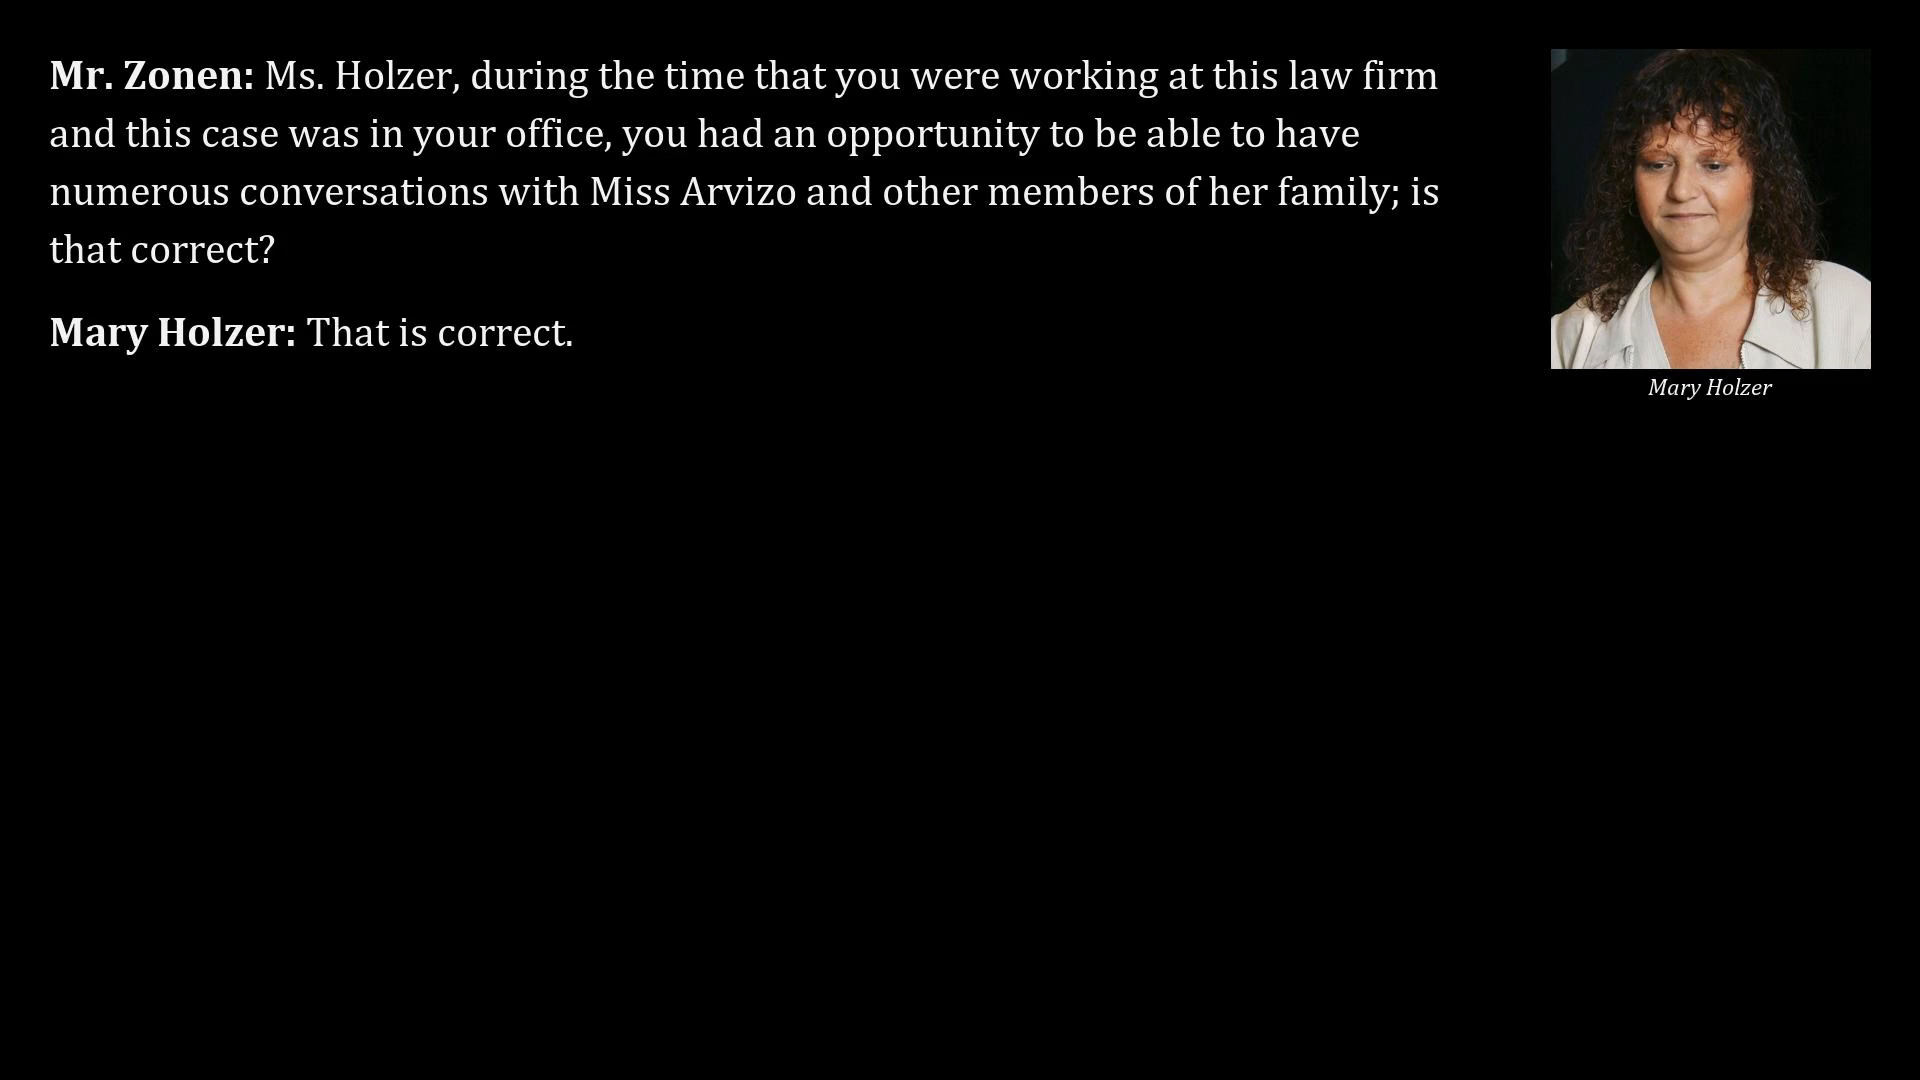 Mr. Zonen: Ms. Holzer, during the time that you were working at this law firm
and this case was in your office, you had an opportunity to be able to have
numerous conversations with Miss Arvizo and other members of her family; is
that correct?
Mary Holzer: That is correct.
Mary Holzer